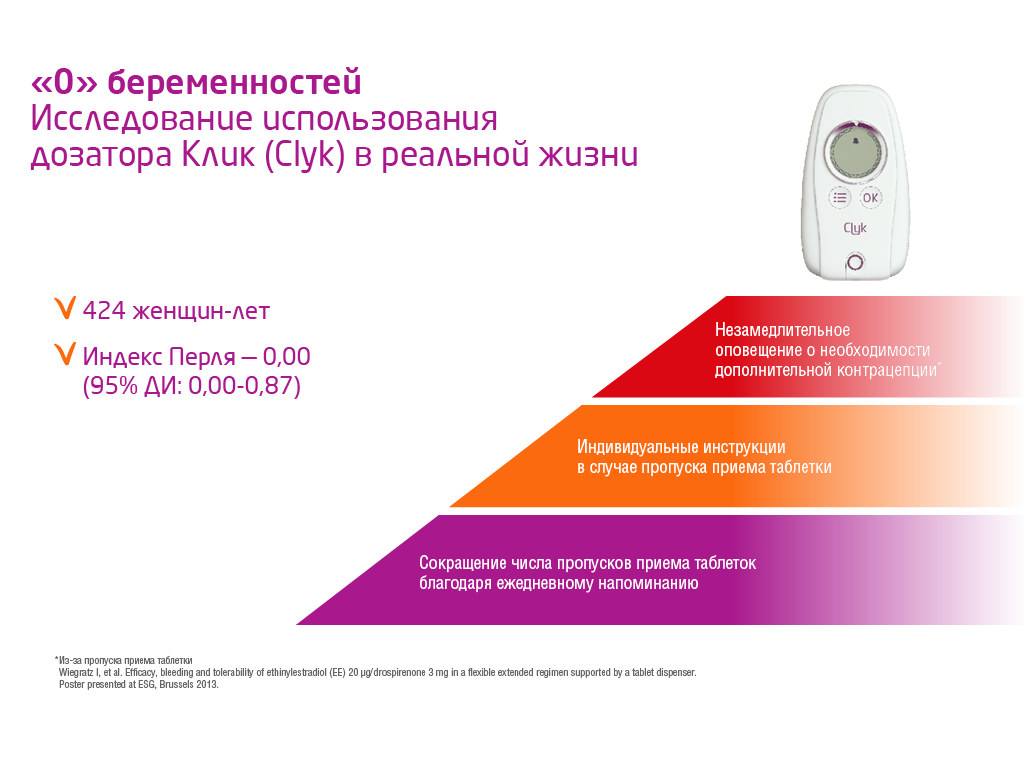 «0» беременностей
Исследование использования
дозатора Клик (Clyk) в реальной жизни
OK
Clyk
424 женщин-лет
Индекс Перля – 0,00
(95% ДИ: 0,00-0,87)
Незамедлительное
оповещение о необходимости
дополнительной контрацепции*
Индивидуальные инструкции
в случае пропуска приема таблетки
Сокращение числа пропусков приема таблеток
благодаря ежедневному напоминанию
*Из-за пропуска приема таблетки
Wiegratz I, et al. Efficacy, bleeding and tolerability of ethinylestradiol (EE) 20 µg/drospirenone 3 mg in a flexible extended regimen supported by a tablet dispenser.
Poster presented at ESG, Brussels 2013.